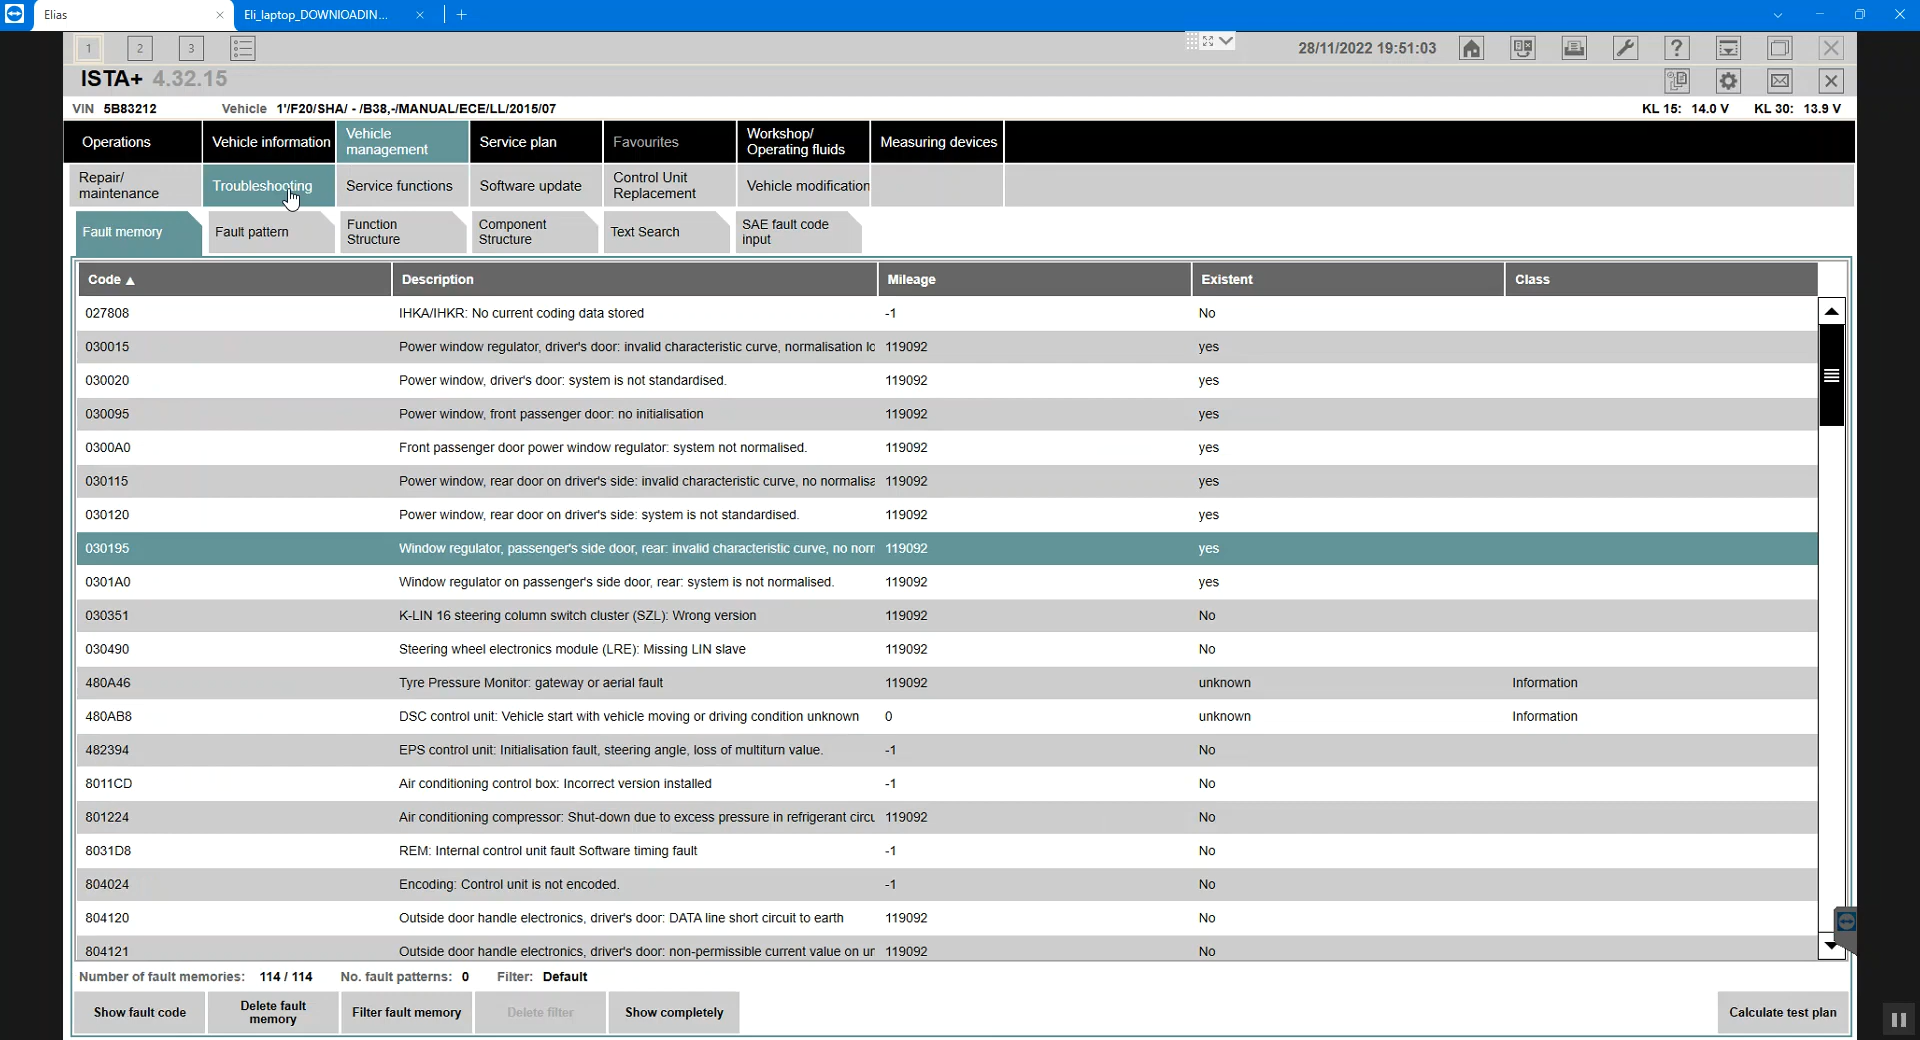 Elias
Eli_laptop_DOWNlOADIN...
1 2 3
28/11/2022 19:51:03
ISTA+ 4.32.15
VIN 5B83212 Vehicle 1'/F20/SHA/ - /B38,-/MANUAL/ECE/LL/2015/07 KL 15: 14.0 V KL 30: 13.9 V
Operations
Vehicle information
Vehicle
management
Service plan
Favourites
Workshop/
Operating fluids
Measuring devices
Repair/
maintenance
Troubleshooting
Service functions
Software update
Control Unit
Replacement
Vehicle modification
Fault memory
Fault pattern
Function
Structure
Component
Structure
Text Search
SAE fault code
input
Code ▲ Description Mileage Existent Class
027808 IHKA/IHKR: No current coding data stored -1 No
030015 Power window regulator, driver's door: invalid characteristic curve, normalisation lc 119092 yes
030020 Power window, driver's door: system is not standardised. 119092 yes
030095 Power window, front passenger door: no initialisation 119092 yes
0300A0 Front passenger door power window regulator: system not normalised. 119092 yes
030115 Power window, rear door on driver's side: invalid characteristic curve, no normalisa 119092 yes
030120 Power window, rear door on driver's side: system is not standardised. 119092 yes
030195 Window regulator, passenger's side door, rear: invalid characteristic curve, no norr 119092 yes
0301A0 Window regulator on passenger's side door, rear: system is not normalised. 119092 yes
030351 K-LIN 16 steering column switch cluster (SZL): Wrong version 119092 No
030490 Steering wheel electronics module (LRE): Missing LIN slave 119092 No
480A46 Tyre Pressure Monitor: gateway or aerial fault 119092 unknown Information
480AB8 DSC control unit: Vehicle start with vehicle moving or driving condition unknown 0 unknown Information
482394 EPS control unit: Initialisation fault, steering angle, loss of multiturn value. -1 No
8011CD Air conditioning control box: Incorrect version installed -1 No
801224 Air conditioning compressor: Shut-down due to excess pressure in refrigerant circu 119092 No
8031D8 REM: Internal control unit fault Software timing fault -1 No
804024 Encoding: Control unit is not encoded. -1 No
804120 Outside door handle electronics, driver's door: DATA line short circuit to earth 119092 No
804121 Outside door handle electronics, driver's door: non-permissible current value on ur 119092 No
Number of fault memories: 114 / 114 No. fault patterns: 0 Filter: Default
Show fault code
Delete fault
memory
Filter fault memory
Delete filter
Show completely
Calculate test plan